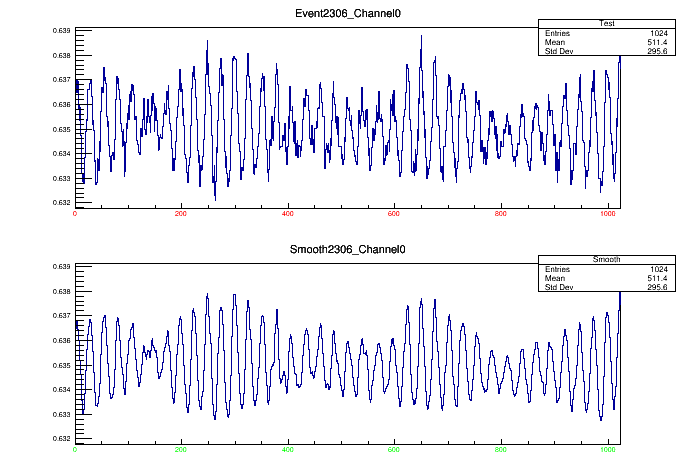 Event2306_Channel0
Test
Entries 1024
Mean 511.4
Std Dev 295.6
0.639
0.638
0.637
0.636
0.635
0.634
0.633
0.632
0 200 400 600 800 1000
Smooth2306_Channel0
Smooth
Entries 1024
Mean 511.4
Std Dev 295.6
0.639
0.638
0.637
0.636
0.635
0.634
0.633
0.632
0 200 400 600 800 1000